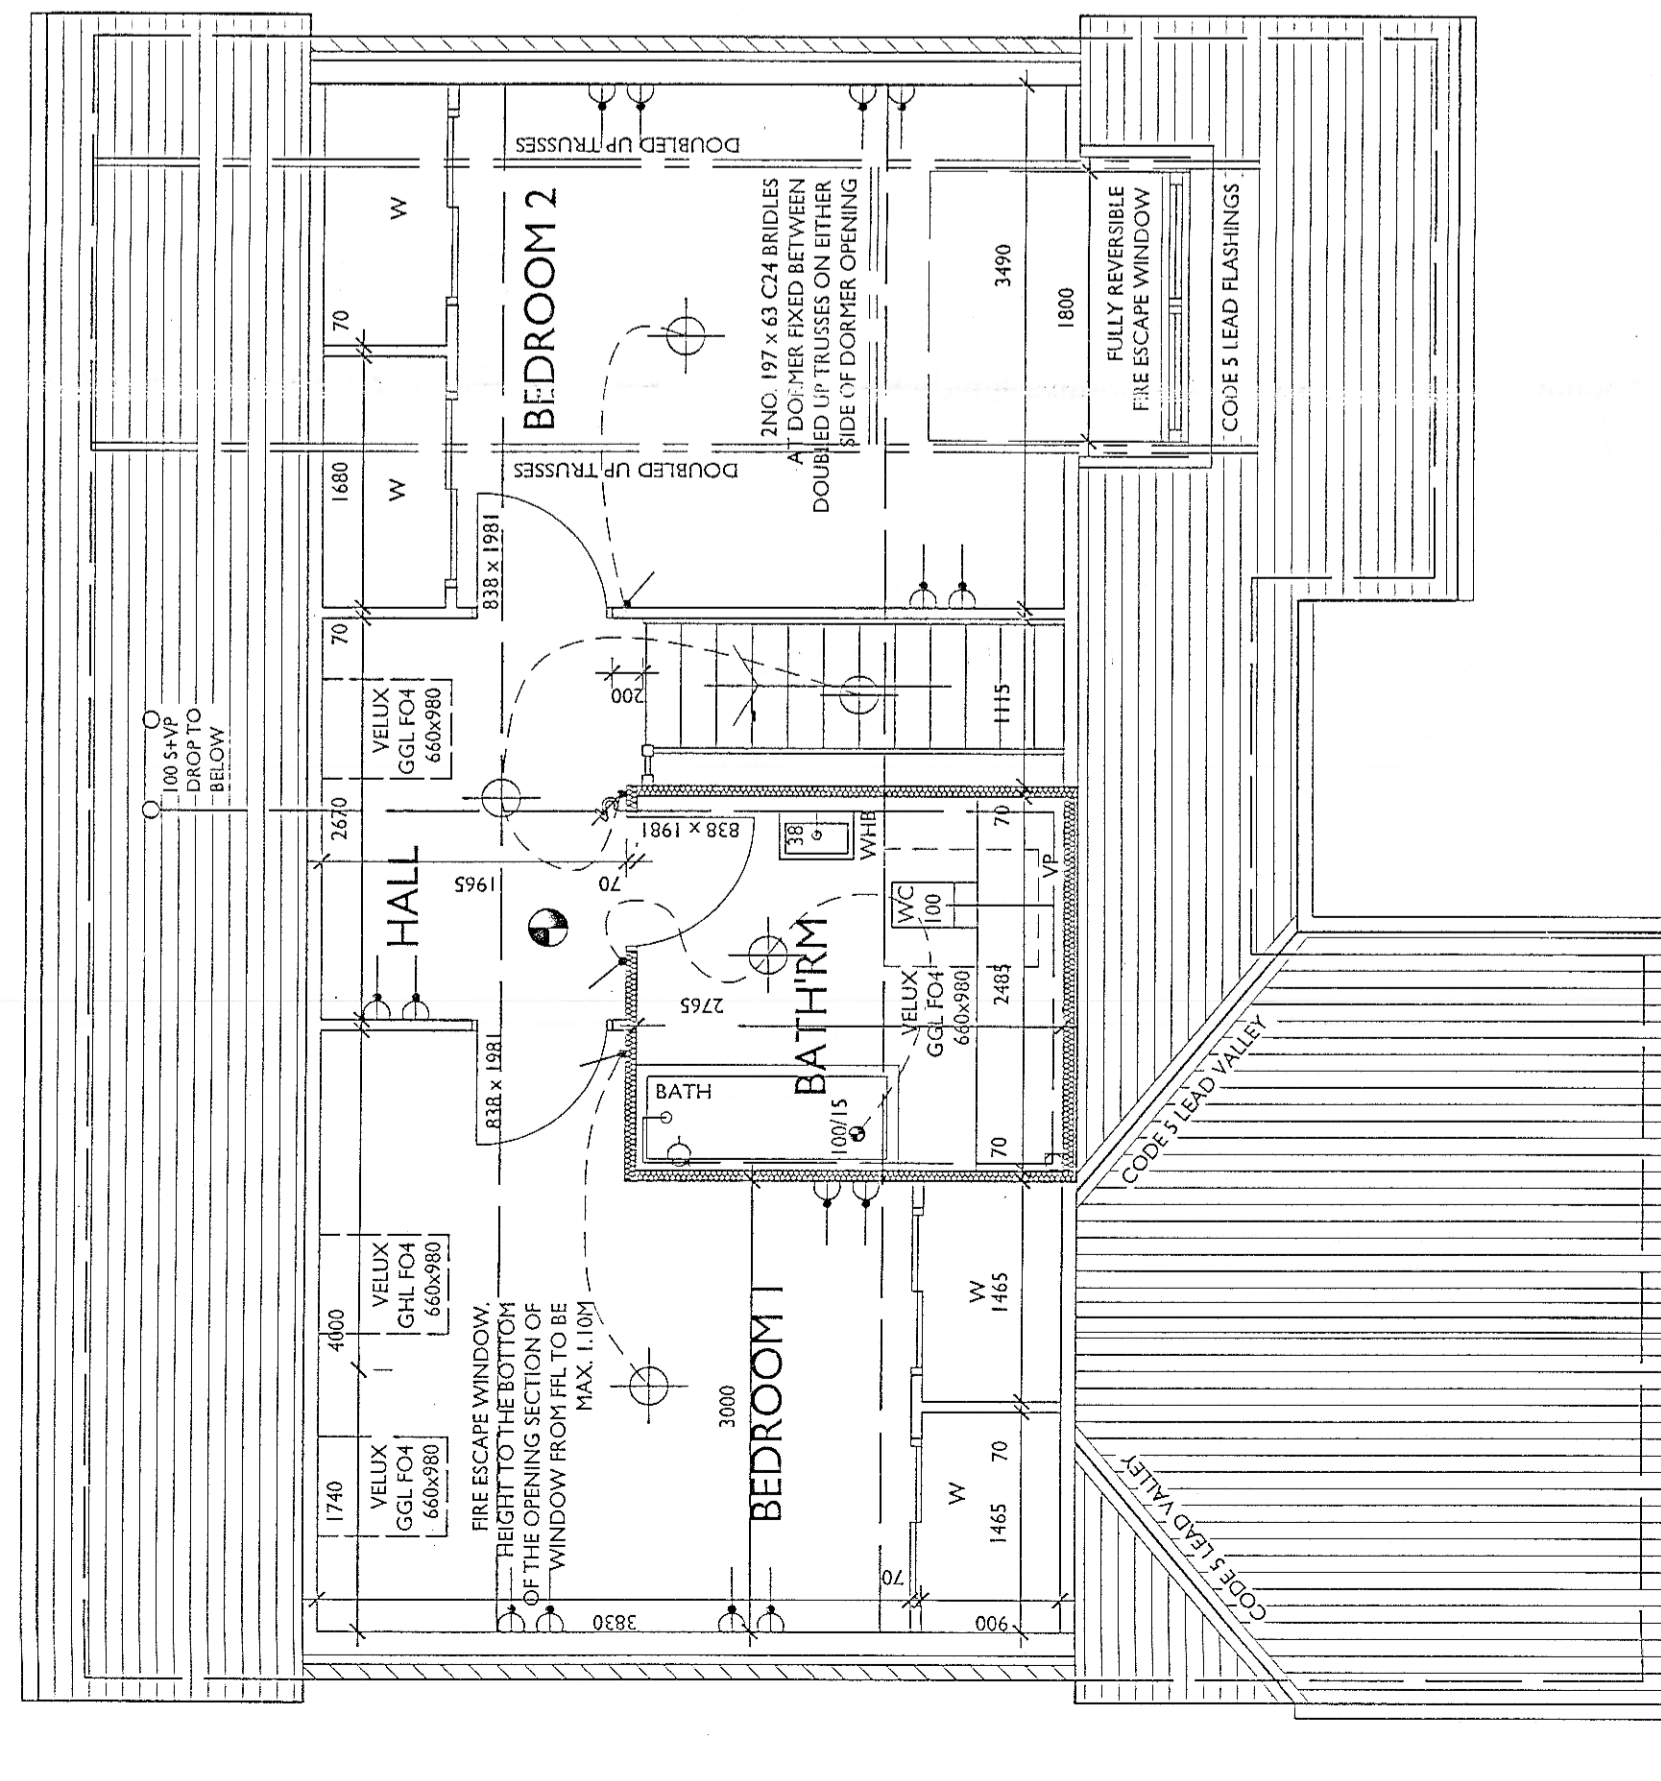 BEDROOM 2
W
W
70
1680
DOUBLED UP TRUSSES
DOUBLED UP TRUSSES
2NO. 197 x 63 C24 BRIDLES
AT DORMER FIXED BETWEEN
DOUBLED UP TRUSSES ON EITHER
SIDE OF DORMER OPENING
3490
1800
FULLY REVERSIBLE
FIRE ESCAPE WINDOW
CODE 5 LEAD FLASHINGS
838 x 1981
70
VELUX
GGL FO4
660x980
100 S+VP
DROP TO
BELOW
2670
HALL
1965
70
200
1115
838 x 1981
38
WHB
70
VP
WC
100
BATH'RM
2765
VELUX
GGL FO4
660x980
2485
BATH
100/15
70
838 x 1981
CODE 5 LEAD VALLEY
4000
VELUX
GHL FO4
660x980
1740
VELUX
GGL FO4
660x980
FIRE ESCAPE WINDOW.
HEIGHT TO THE BOTTOM
OF THE OPENING SECTION OF
WINDOW FROM FFL TO BE
MAX. 1.10M
3000
BEDROOM 1
W
1465
W
70
1465
70
3830
900
CODE 5 LEAD VALLEY